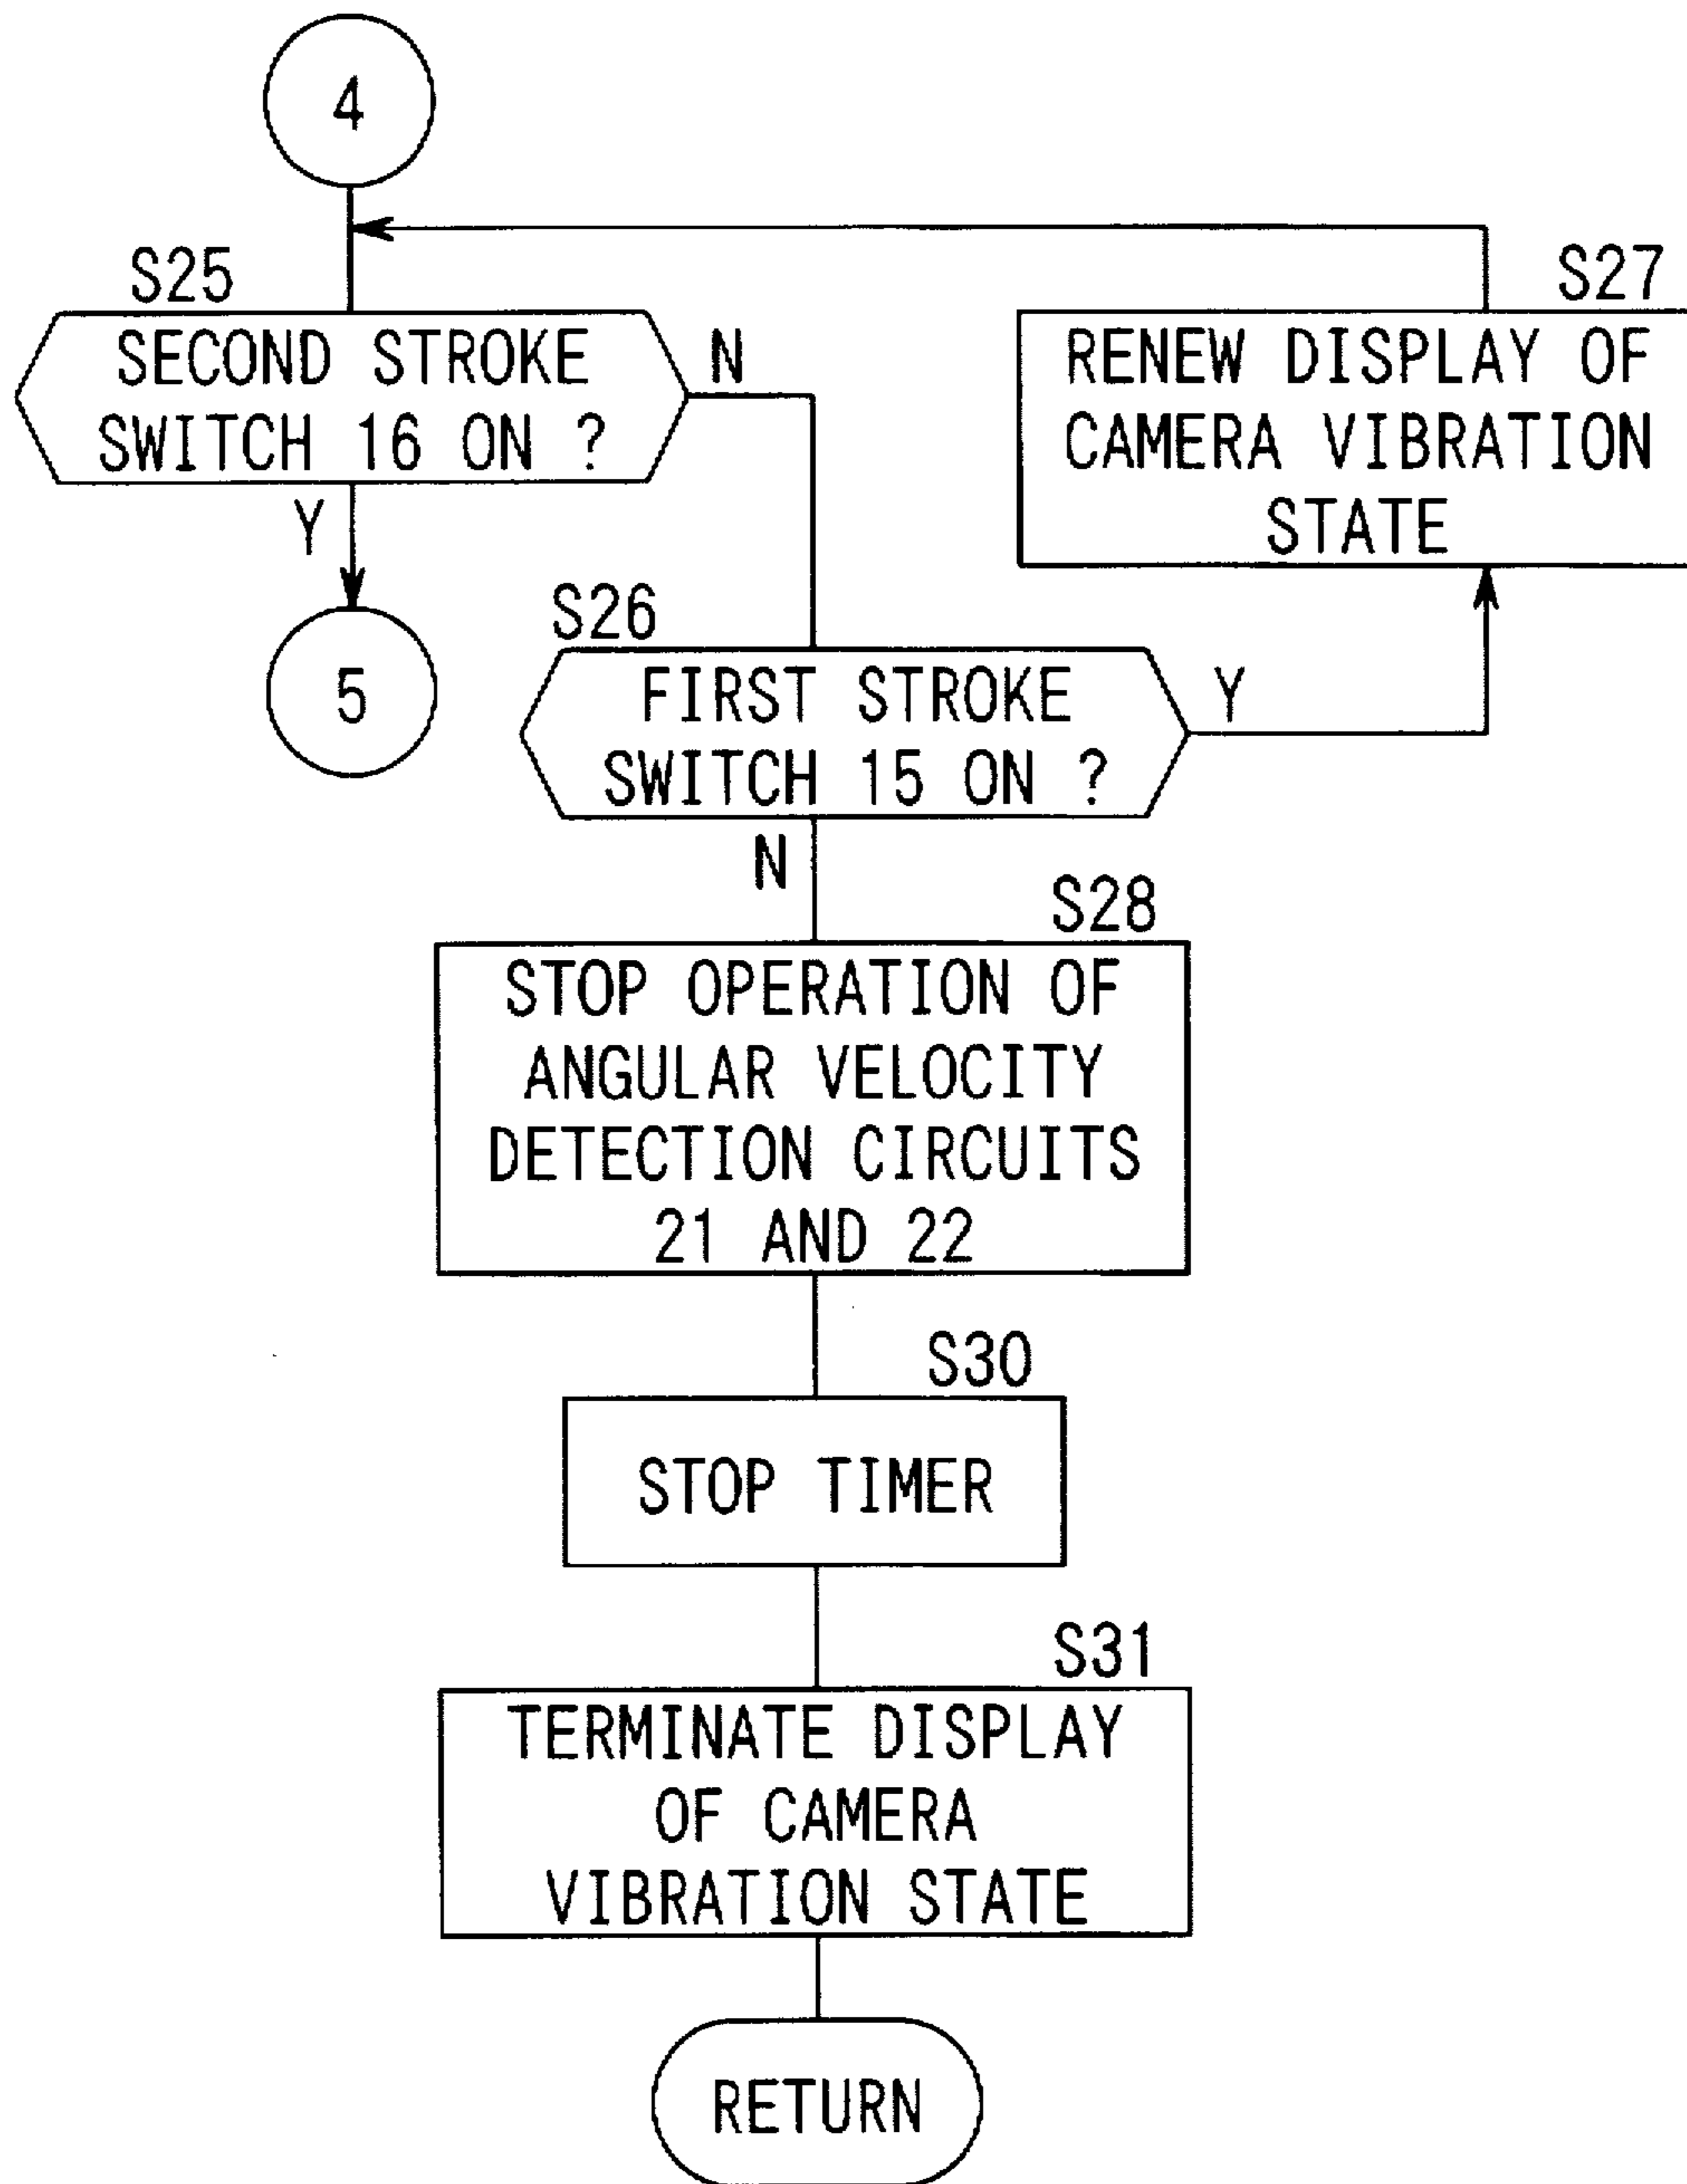 4
S25
SECOND STROKE
SWITCH 16 ON ?
N
Y
5
S27
RENEW DISPLAY OF
CAMERA VIBRATION
STATE
S26
FIRST STROKE
SWITCH 15 ON ?
Y
N
S28
STOP OPERATION OF
ANGULAR VELOCITY
DETECTION CIRCUITS
21 AND 22
S30
STOP TIMER
S31
TERMINATE DISPLAY
OF CAMERA
VIBRATION STATE
RETURN